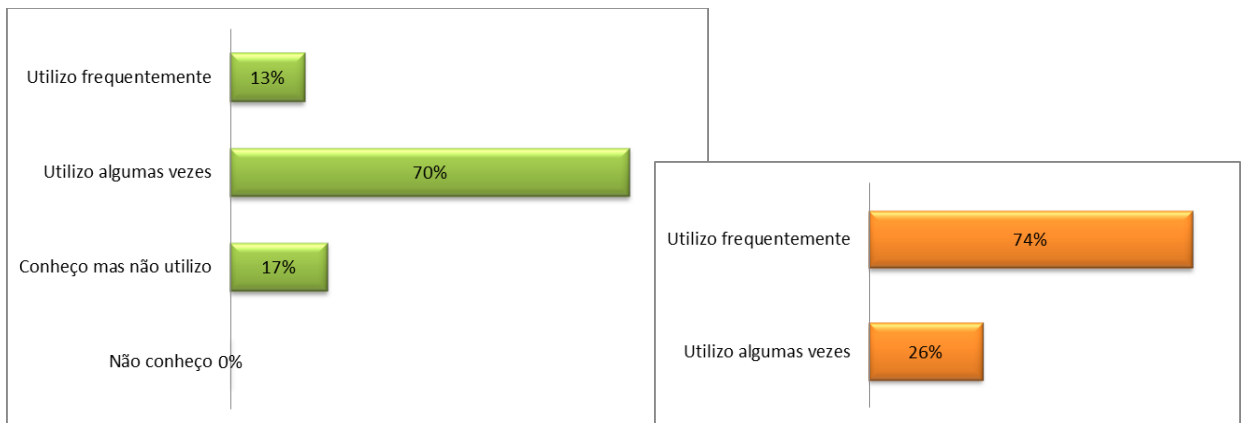 Utilizo frequentemente 13%
Utilizo algumas vezes 70%
Conheço mas não utilizo 17%
Não conheço 0%
Utilizo frequentemente 74%
Utilizo algumas vezes 26%